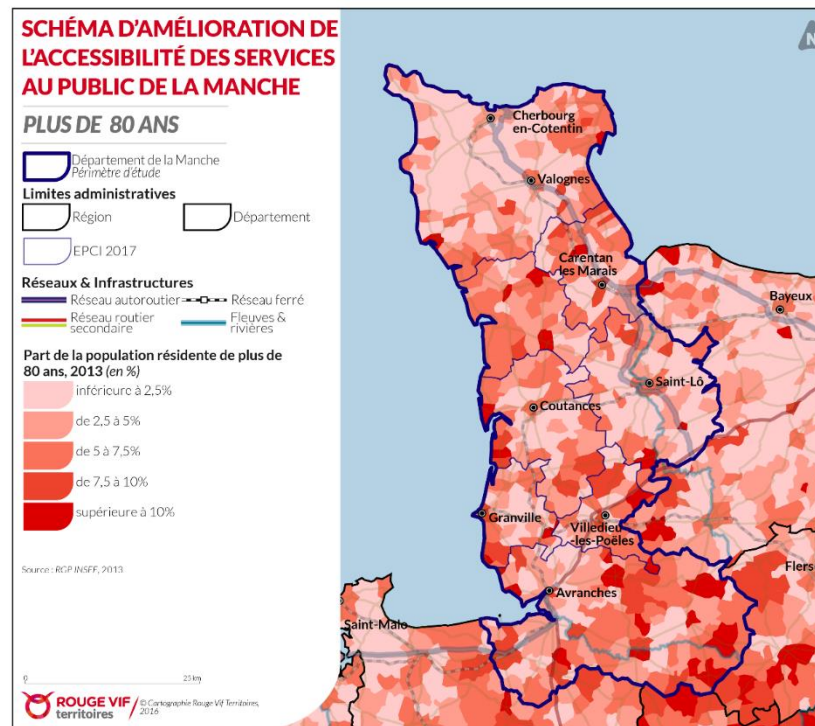 SCHÉMA D’AMÉLIORATION DE
L’ACCESSIBILITÉ DES SERVICES
AU PUBLIC DE LA MANCHE
PLUS DE 80 ANS
Département de la Manche
Périmètre d'étude
Limites administratives
Région
Département
EPCI 2017
Réseaux & Infrastructures
Réseau autoroutier
Réseau ferré
Réseau routier
secondaire
Fleuves &
rivières
Part de la population résidente de plus de
80 ans, 2013 (en %)
inférieure à 2,5%
de 2,5 à 5%
de 5 à 7,5%
de 7,5 à 10%
supérieure à 10%
Source : RGP INSEE, 2013
0
25 km
ROUGE VIF
territoires
© Cartographie Rouge Vif Territoires,
2016
N
Cherbourg
en-Cotentin
Valognes
Carentan
les Marais
Bayeux
Saint-Lô
Coutances
Granville
Villedieu
-les-Poëles
Flers
Avranches
Saint-Malo